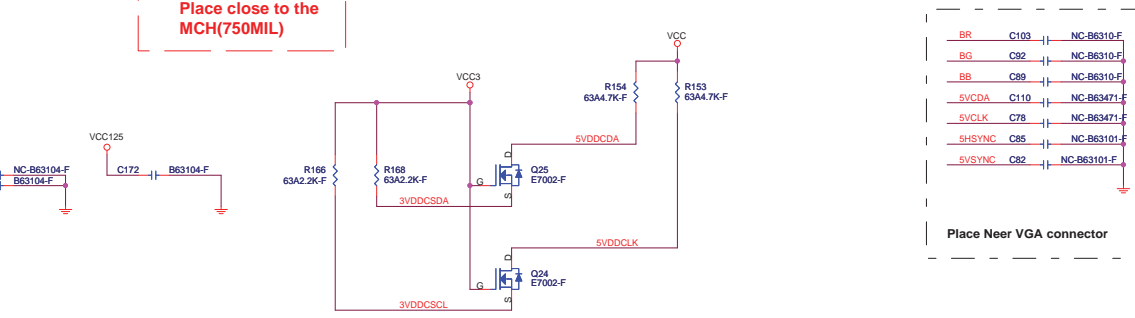 Place close to the
MCH(750MIL)
VCC125
NC-B63104-F
B63104-F
C172 B63104-F
VCC3
VCC
R154
63A4.7K-F
R153
63A4.7K-F
5VDDCDA
R166
63A2.2K-F
R168
63A2.2K-F
D
G
S
Q25
E7002-F
3VDDCSDA
5VDDCLK
D
G
S
Q24
E7002-F
3VDDCSCL
BR C103 NC-B6310-F
BG C92 NC-B6310-F
BB C89 NC-B6310-F
5VCDA C110 NC-B63471-F
5VCLK C78 NC-B63471-F
5HSYNC C85 NC-B63101-F
5VSYNC C82 NC-B63101-F
Place Neer VGA connector